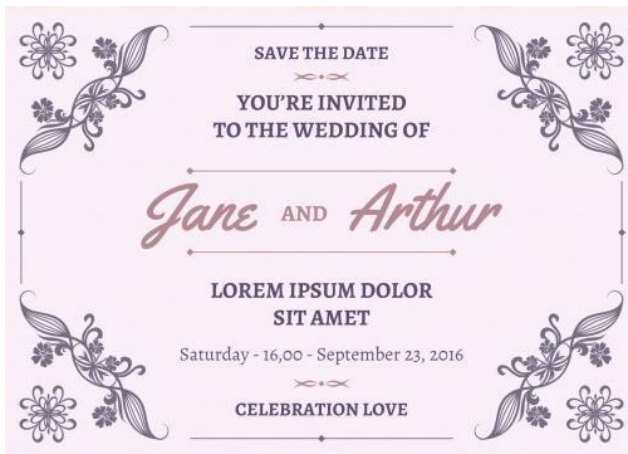 SAVE THE DATE
YOU'RE INVITED
TO THE WEDDING OF
Jane AND Arthur
LOREM IPSUM DOLOR
SIT AMET
Saturday - 16,00 - September 23, 2016
CELEBRATION LOVE